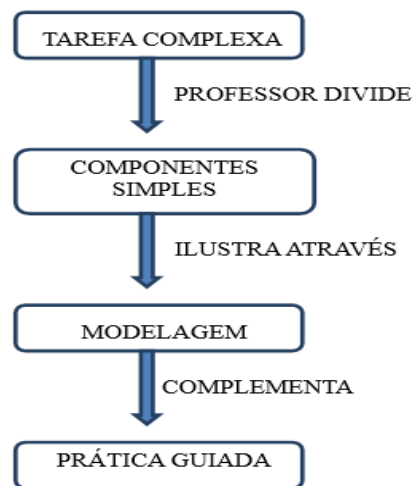 TAREFA COMPLEXA
PROFESSOR DIVIDE
COMPONENTES
SIMPLES
ILUSTRA ATRAVÉS
MODELAGEM
COMPLEMENTA
PRÁTICA GUIADA